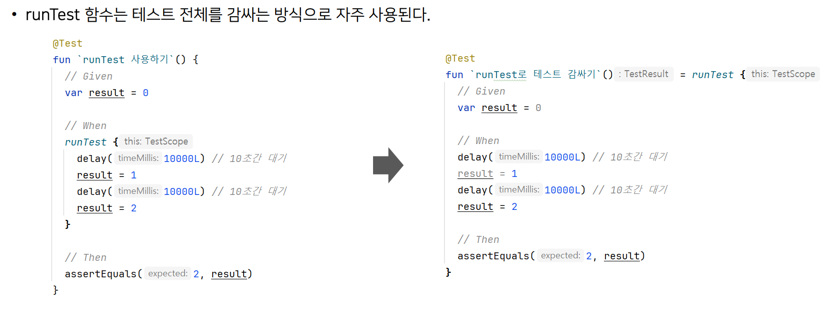 • runTest 함수는 테스트 전체를 감싸는 방식으로 자주 사용된다.
@Test
fun `runTest 사용하기`() {
// Given
var result = 0
// When
runTest { this: TestScope
delay( timeMillis: 10000L) // 10초간 대기
result = 1
delay( timeMillis: 10000L) // 10초간 대기
result = 2
}
// Then
assertEquals( expected: 2, result)
}
@Test
fun `runTest로 테스트 감싸기`() : TestResult = runTest { this: TestScope
// Given
var result = 0
// When
delay( timeMillis: 10000L) // 10초간 대기
result = 1
delay( timeMillis: 10000L) // 10초간 대기
result = 2
// Then
assertEquals( expected: 2, result)
}